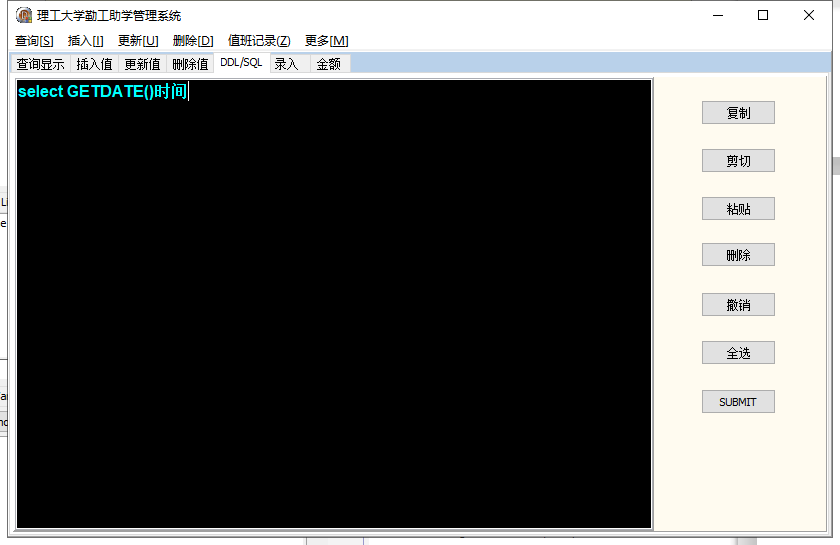 理工大学勤工助学管理系统
查询[S] 插入[I] 更新[U] 删除[D] 值班记录(Z) 更多[M]
查询显示 插入值 更新值 删除值 DDL/SQL 录入 金额
select GETDATE()时间
复制
剪切
粘贴
删除
撤销
全选
SUBMIT